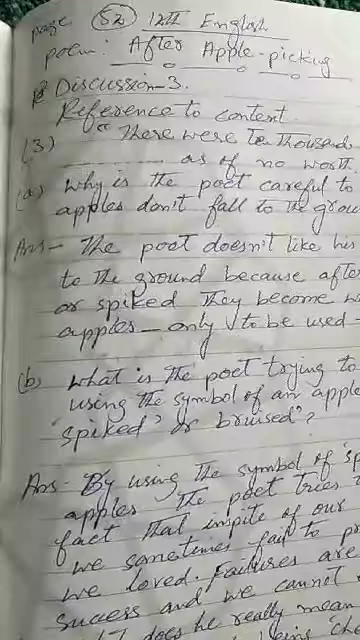 page (52) 12th English
poem: After Apple-picking
Discussion-3.
Reference to content.
(3) "There were te thousand
as of no worth.
(a) why is the poet careful to
apples don't fall to the grou
Ans- The poet doesn't like his
to the ground because afte
or spiked they become w
apples - only to be used -
(b) what is the poet trying to
using the symbol of an apple
'spiked' or bruised"?
Ans- By using the symbol of 'sp
apples the poet tries
fact that inspite of our
we sometimes fail to pr
we loved. Failures are
success and we cannot
does he really mean